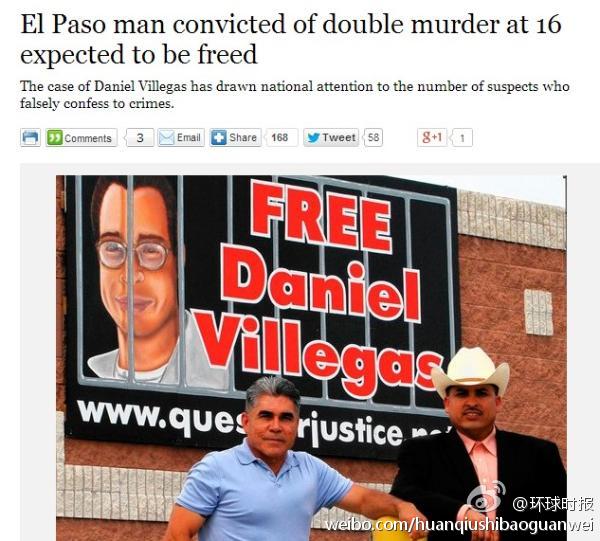 El Paso man convicted of double murder at 16
expected to be freed
The case of Daniel Villegas has drawn national attention to the number of suspects who
falsely confess to crimes.
Comments 3 Email Share 168 Tweet 58 g+1 1
FREE
Daniel
Villegas
www.ques rjustice
@环球时报
weibo.com/huanqiushibaoguanwei